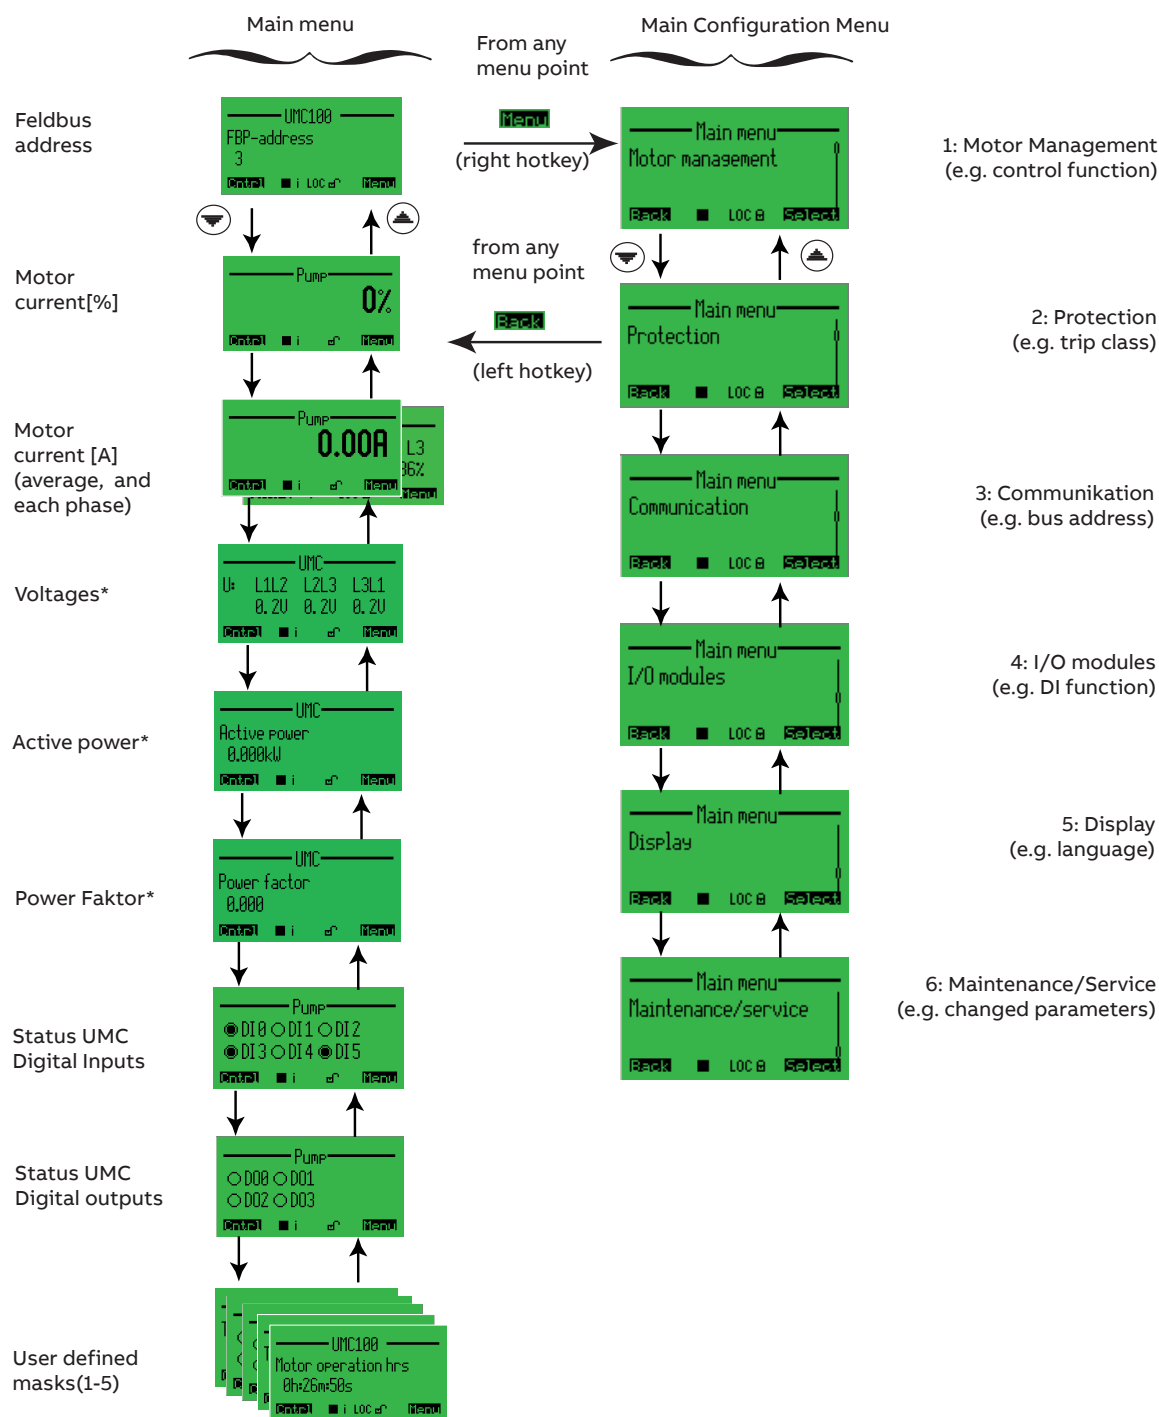 Main menu
Main Configuration Menu
From any
menu point
Feldbus
address
UMC100
FBP-address
3
Cntrl i LOC Menu
Menu
(right hotkey)
Main menu
Motor management
Back LOC Select
1: Motor Management
(e.g. control function)
from any
menu point
Back
(left hotkey)
Motor
current[%]
Pump
0%
Cntrl i Menu
Main menu
Protection
Back LOC Select
2: Protection
(e.g. trip class)
Motor
current [A]
(average, and
each phase)
Pump
0.00A
Cntrl i Menu
L3
36%
Menu
Main menu
Communication
Back LOC Select
3: Communikation
(e.g. bus address)
Voltages*
UMC
U: L1L2 L2L3 L3L1
0.2V 0.2V 0.2V
Cntrl i Menu
Main menu
I/O modules
Back LOC Select
4: I/O modules
(e.g. DI function)
Active power*
UMC
Active power
0.000kW
Cntrl i Menu
Main menu
Display
Back LOC Select
5: Display
(e.g. language)
Power Faktor*
UMC
Power factor
0.000
Cntrl i Menu
Main menu
Maintenance/service
Back LOC Select
6: Maintenance/Service
(e.g. changed parameters)
Status UMC
Digital Inputs
Pump
DI0 DI1 DI2
DI3 DI4 DI5
Cntrl i Menu
Status UMC
Digital outputs
Pump
DO0 DO1
DO2 DO3
Cntrl i Menu
User defined
masks(1-5)
UMC100
Motor operation hrs
0h:26m:50s
Cntrl i LOC Menu